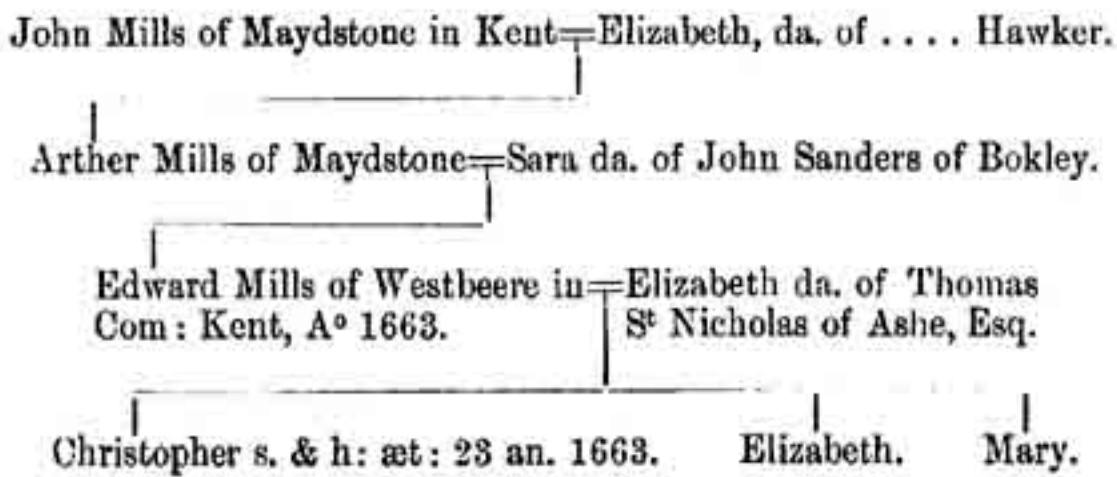 John Mills of Maydstone in Kent=Elizabeth, da. of .... Hawker.
Arther Mills of Maydstone=Sara da. of John Sanders of Bokley.
Edward Mills of Westbeere in=Elizabeth da. of Thomas
Com: Kent, Aº 1663. Sᵗ Nicholas of Ashe, Esq.
Christopher s. & h: æt: 23 an. 1663. Elizabeth. Mary.